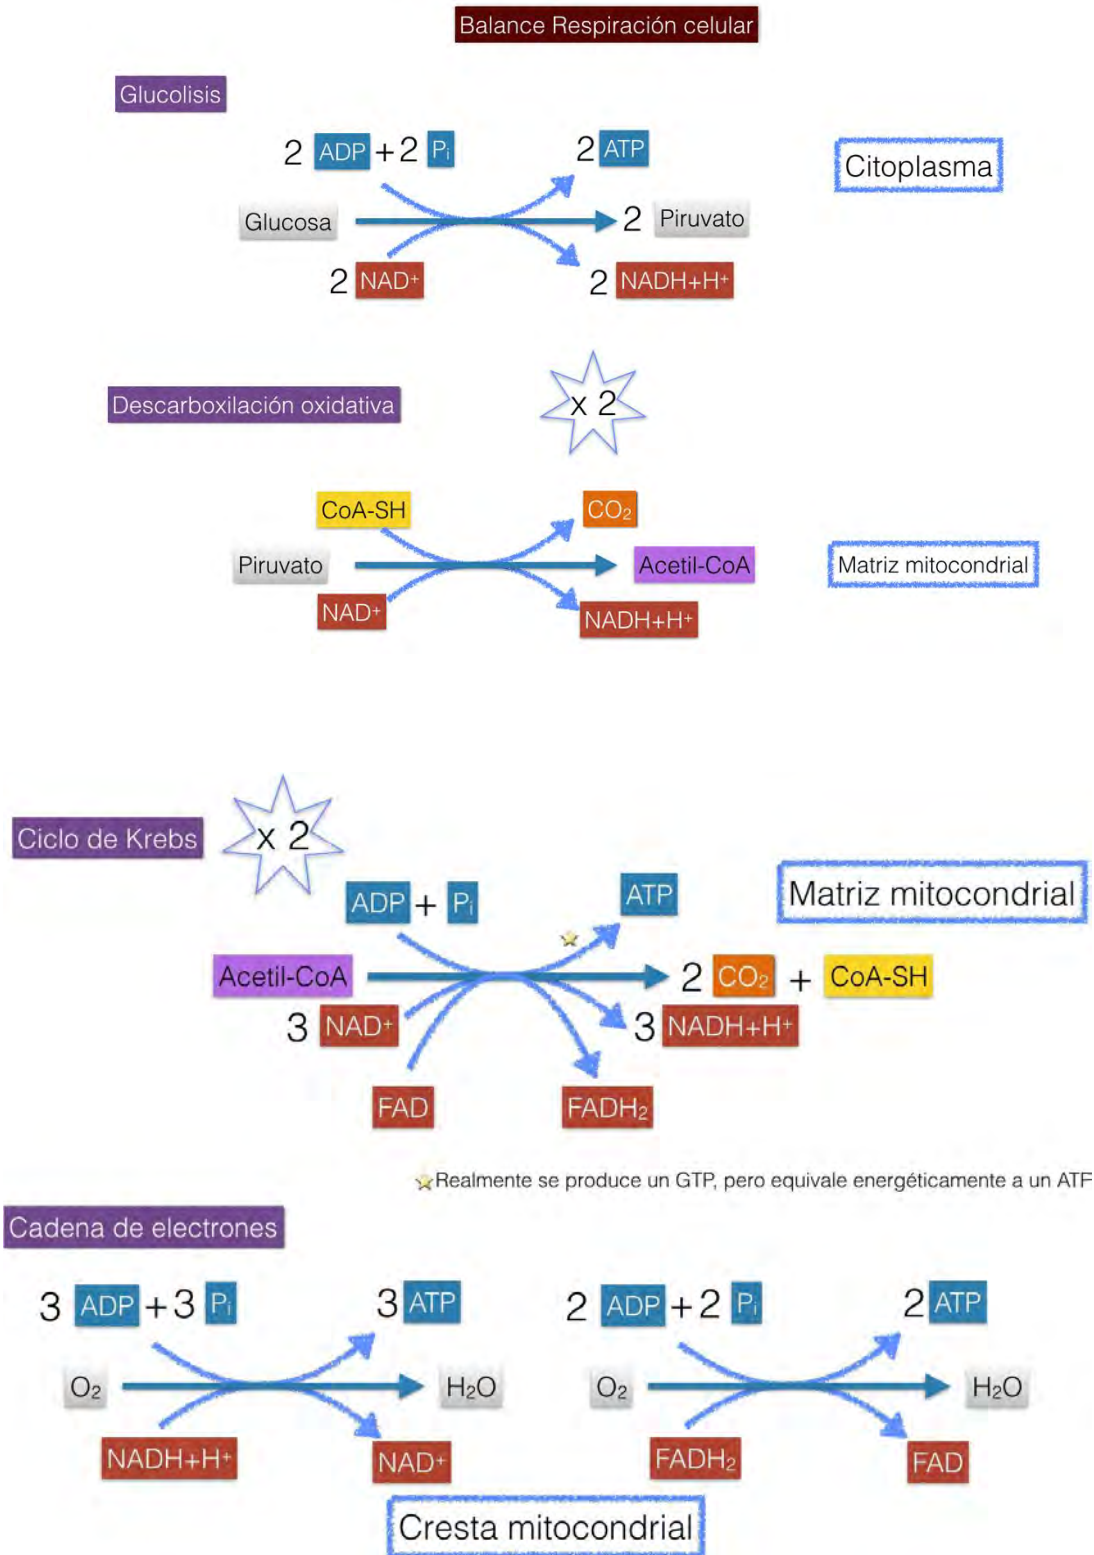 Balance Respiración celular
Glucolisis
2 ADP + 2 Pi 2 ATP
Citoplasma
Glucosa 2 Piruvato
2 NAD+ 2 NADH+H+
Descarboxilación oxidativa x 2
CoA-SH CO2
Piruvato Acetil-CoA Matriz mitocondrial
NAD+ NADH+H+
Ciclo de Krebs x 2
Matriz mitocondrial
ADP + Pi ATP
Acetil-CoA 2 CO2 + CoA-SH
3 NAD+ 3 NADH+H+
FAD FADH2
Realmente se produce un GTP, pero equivale energéticamente a un ATF
Cadena de electrones
3 ADP + 3 Pi 3 ATP 2 ADP + 2 Pi 2 ATP
O2 H2O O2 H2O
NADH+H+ NAD+ FADH2 FAD
Cresta mitocondrial